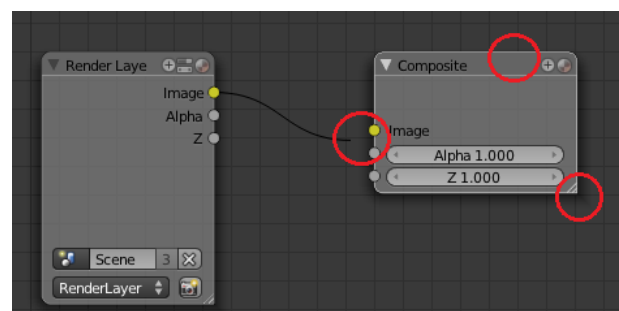 Render Laye
Image
Alpha
Z
Scene 3
RenderLayer
Composite
Image
Alpha 1.000
Z 1.000